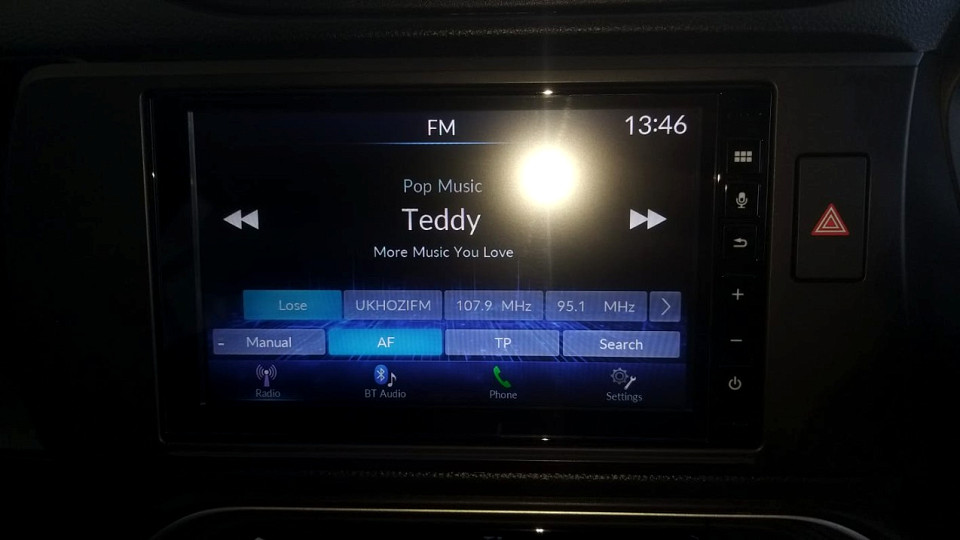 FM 13:46
Pop Music
Teddy
More Music You Love
Lose UKHOZIFM 107.9 MHz 95.1 MHz
Manual AF TP Search
Radio BT Audio Phone Settings